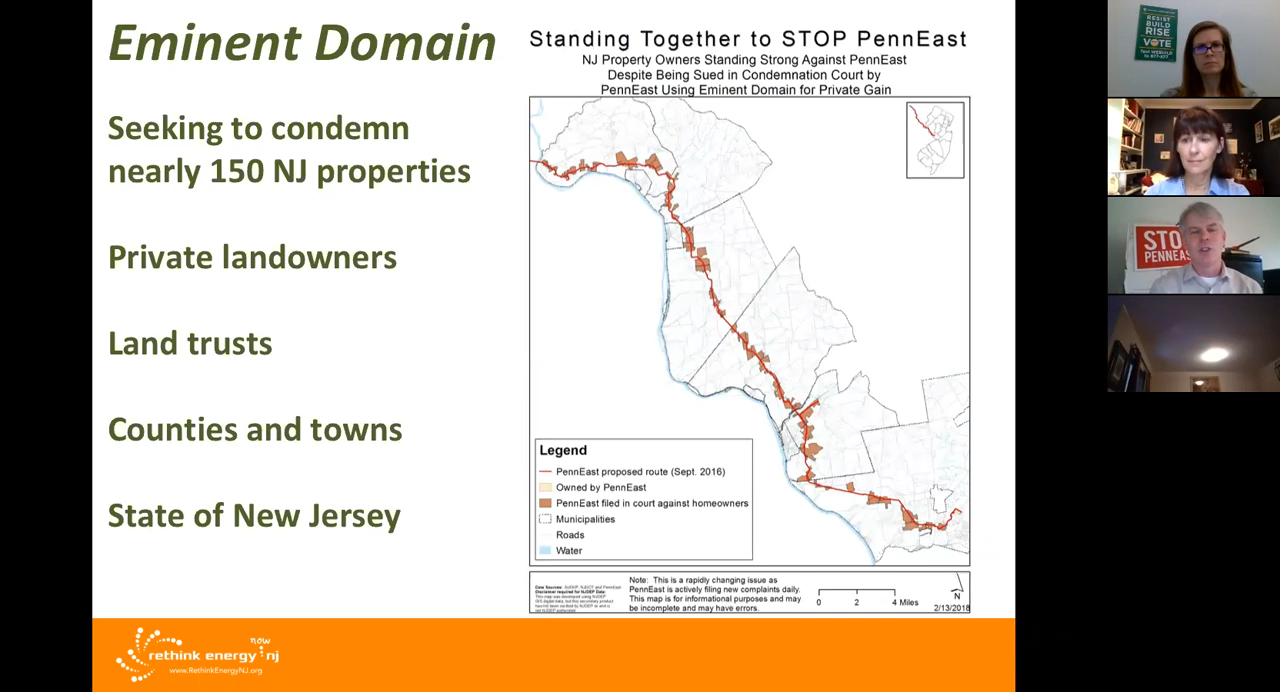 Eminent Domain
Seeking to condemn
nearly 150 NJ properties
Private landowners
Land trusts
Counties and towns
State of New Jersey
Standing Together to STOP PennEast
NJ Property Owners Standing Strong Against PennEast
Despite Being Sued in Condemnation Court by
PennEast Using Eminent Domain for Private Gain
Legend
PennEast proposed route (Sept. 2016)
Owned by PennEast
PennEast filed in court against homeowners
Municipalities
Roads
Water
Note: This is a rapidly changing issue as
PennEast is actively filing new complaints daily.
This map is for informational purposes and may
be incomplete and may have errors.
0 2 4 Miles
N
2/13/2018
rethink energy nj
now
www.RethinkEnergyNJ.org
RESIST
BUILD
RISE
VOTE
STO
PENNEAS